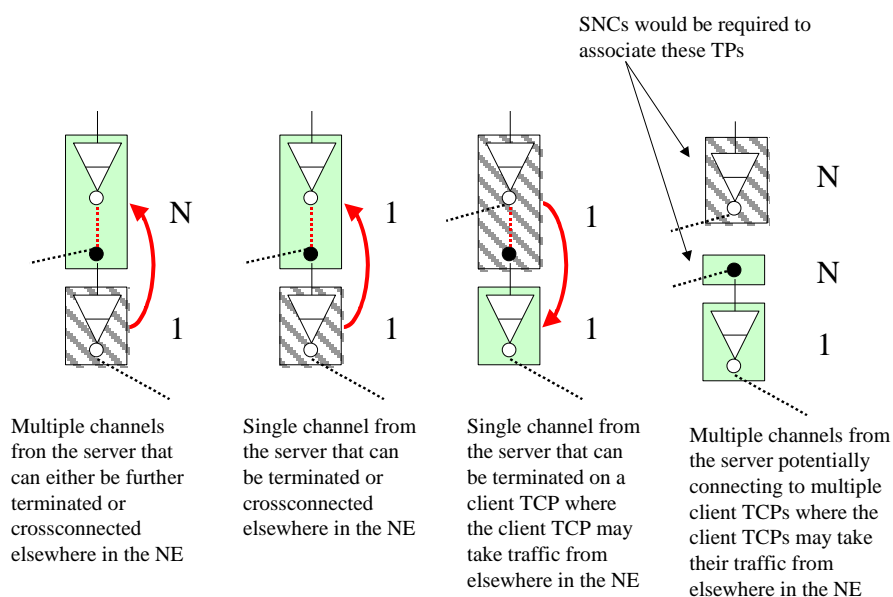 SNCs would be required to
associate these TPs
N
1
1
1
1
1
N
N
1
Multiple channels
fron the server that
can either be further
terminated or
crossconnected
elsewhere in the NE
Single channel from
the server that can
be terminated or
crossconnected
elsewhere in the NE
Single channel from
the server that can
be terminated on a
client TCP where
the client TCP may
take traffic from
elsewhere in the NE
Multiple channels from
the server potentially
connecting to multiple
client TCPs where the
client TCPs may take
their traffic from
elsewhere in the NE